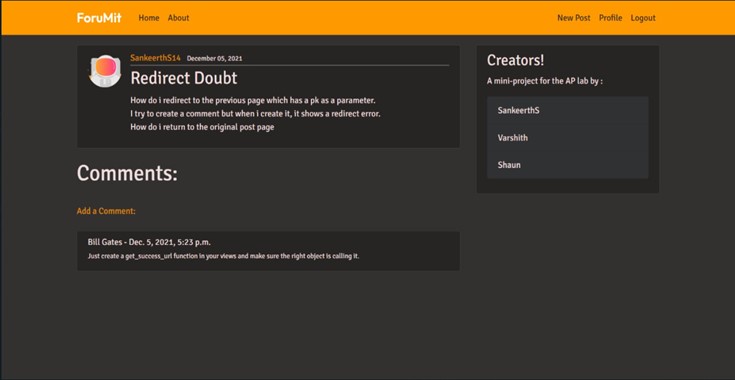 ForuMit Home About New Post Profile Logout
SankeerthS14 December 05, 2021
Redirect Doubt
How do i redirect to the previous page which has a pk as a parameter.
I try to create a comment but when i create it, it shows a redirect error.
How do i return to the original post page
Comments:
Add a Comment:
Bill Gates - Dec. 5, 2021, 5:23 p.m.
Just create a get_success_url function in your views and make sure the right object is calling it.
Creators!
A mini-project for the AP lab by :
SankeerthS
Varshith
Shaun